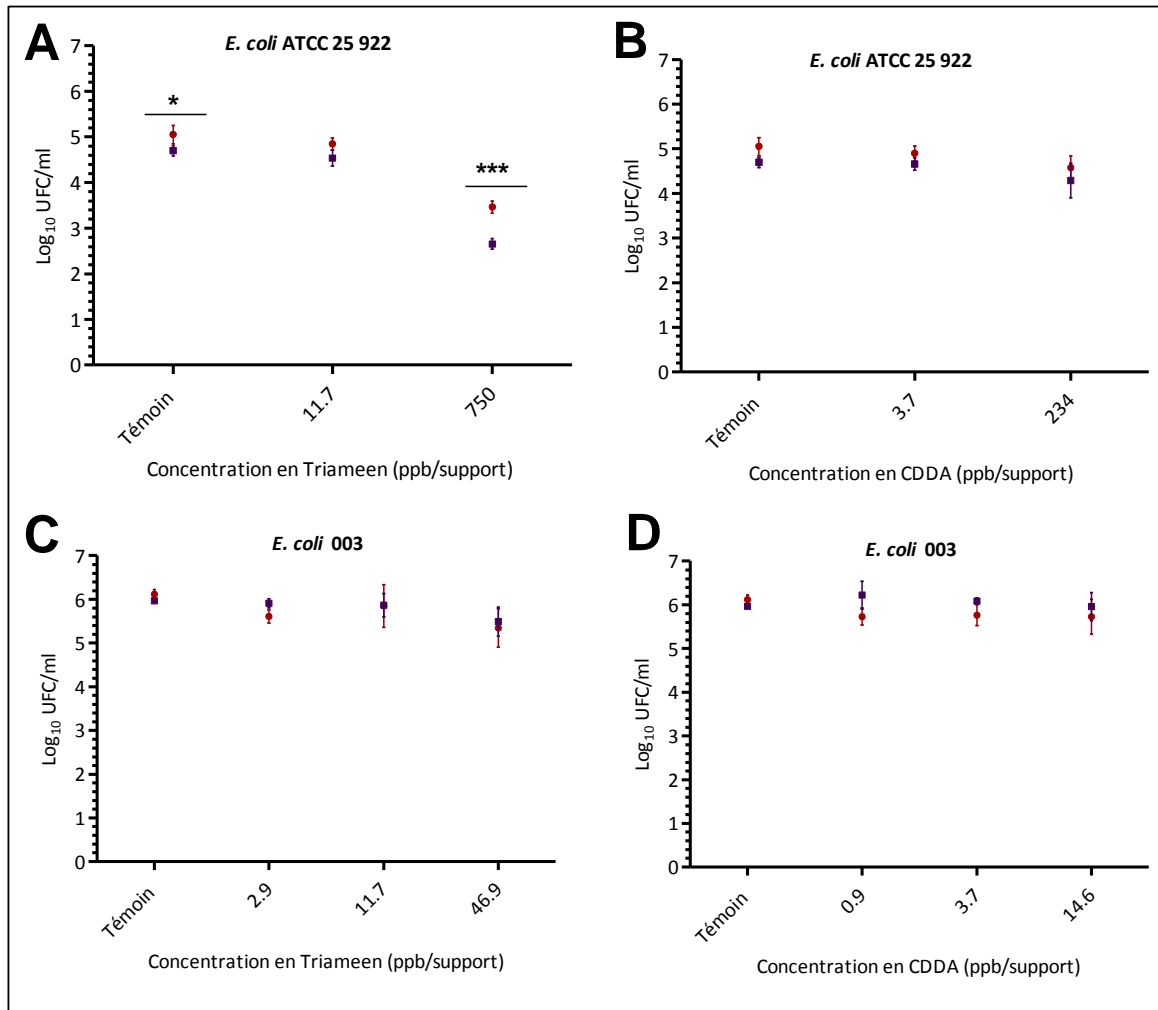 A
E. coli ATCC 25 922
7
6
5
4
3
2
1
0
Log10 UFC/ml
*
***
Témoin
11.7
750
Concentration en Triameen (ppb/support)
B
E. coli ATCC 25 922
7
6
5
4
3
2
1
0
Log10 UFC/ml
Témoin
3.7
234
Concentration en CDDA (ppb/support)
C
E. coli 003
7
6
5
4
3
2
1
0
Log10 UFC/ml
Témoin
2.9
11.7
46.9
Concentration en Triameen (ppb/support)
D
E. coli 003
7
6
5
4
3
2
1
0
Log10 UFC/ml
Témoin
0.9
3.7
14.6
Concentration en CDDA (ppb/support)